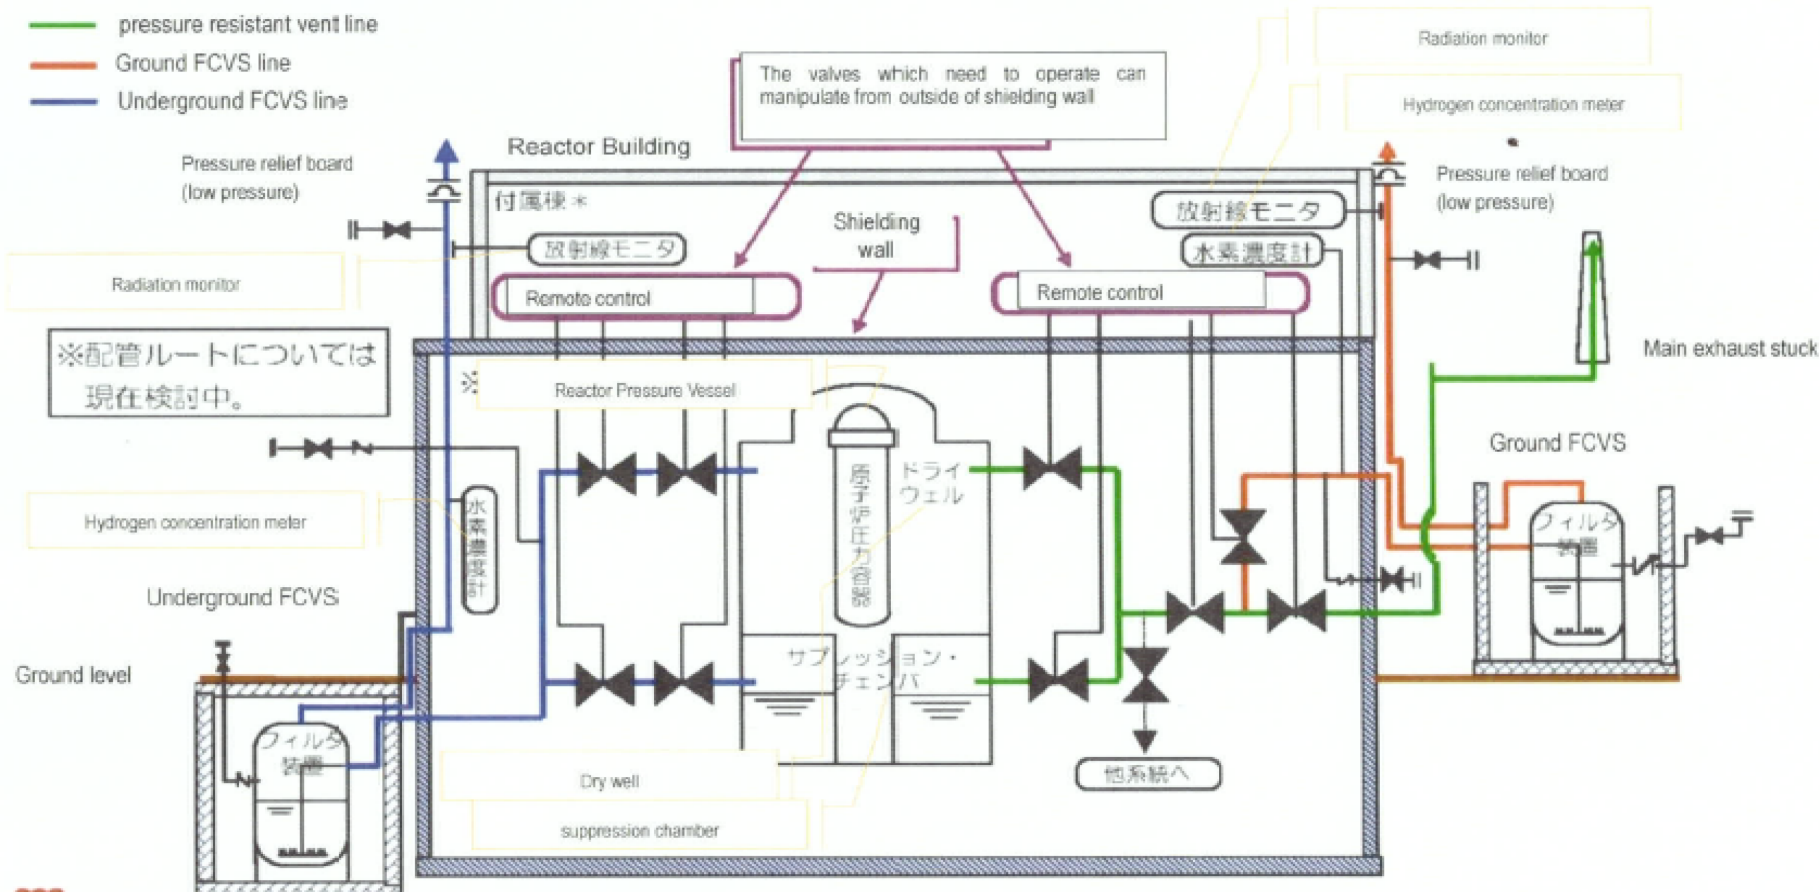 pressure resistant vent line
Ground FCVS line
Underground FCVS line
Radiation monitor
Hydrogen concentration meter
The valves which need to operate can
manipulate from outside of shielding wall
Reactor Building
Pressure relief board
(low pressure)
Pressure relief board
(low pressure)
付属棟*
放射線モニタ
水素濃度計
放射線モニタ
Shielding
wall
Radiation monitor
Remote control
Remote control
※配管ルートについては
現在検討中。
Main exhaust stuck
※
Reactor Pressure Vessel
Ground FCVS
原子炉圧力容器
ドライ
ウェル
水素濃度計
Hydrogen concentration meter
フィルタ
装置
Underground FCVS
サプレッション・
チェンバ
Ground level
フィルタ
装置
他系統へ
Dry well
suppression chamber